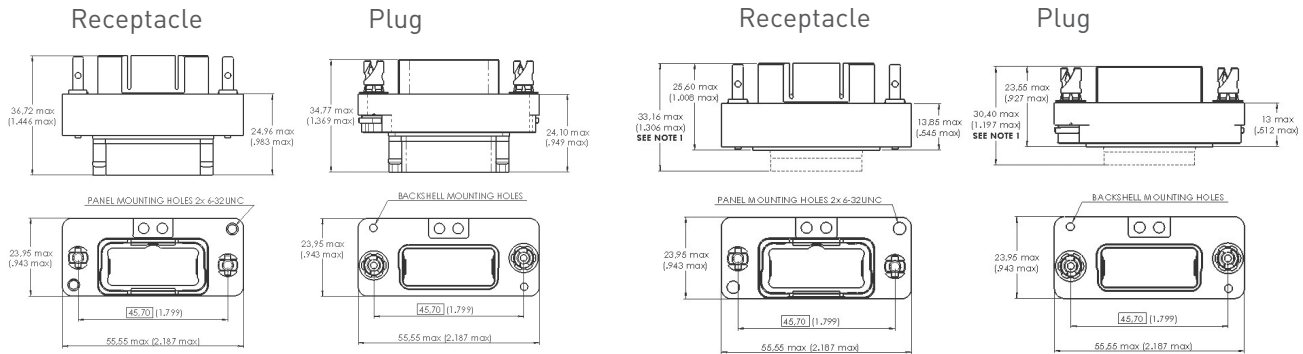 Receptacle
Plug
Receptacle
Plug
36,72 max
(1.446 max)
24,96 max
(.983 max)
34,77 max
(1.369 max)
24,10 max
(.949 max)
25,60 max
(1.008 max)
33,16 max
(1.306 max)
SEE NOTE 1
13,85 max
(.545 max)
23,55 max
(.927 max)
30,40 max
(1.197 max)
SEE NOTE 1
13 max
(.512 max)
PANEL MOUNTING HOLES 2x 6-32UNC
BACKSHELL MOUNTING HOLES
PANEL MOUNTING HOLES 2x 6-32UNC
BACKSHELL MOUNTING HOLES
23,95 max
(.943 max)
23,95 max
(.943 max)
23,95 max
(.943 max)
23,95 max
(.943 max)
45,70 (1.799)
45,70 (1.799)
45,70 (1.799)
45,70 (1.799)
55,55 max (2.187 max)
55,55 max (2.187 max)
55,55 max (2.187 max)
55,55 max (2.187 max)